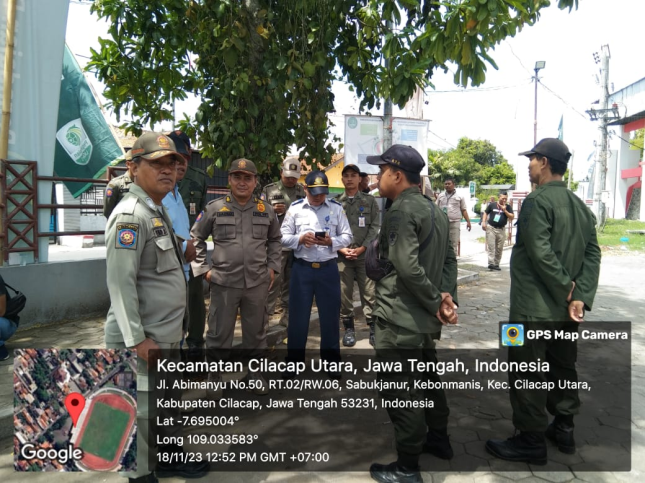 GPS Map Camera
Kecamatan Cilacap Utara, Jawa Tengah, Indonesia
Jl. Abimanyu No.50, RT.02/RW.06, Sabukjanur, Kebonmanis, Kec. Cilacap Utara,
Kabupaten Cilacap, Jawa Tengah 53231, Indonesia
Lat -7.695004°
Long 109.033583°
18/11/23 12:52 PM GMT +07:00
Google